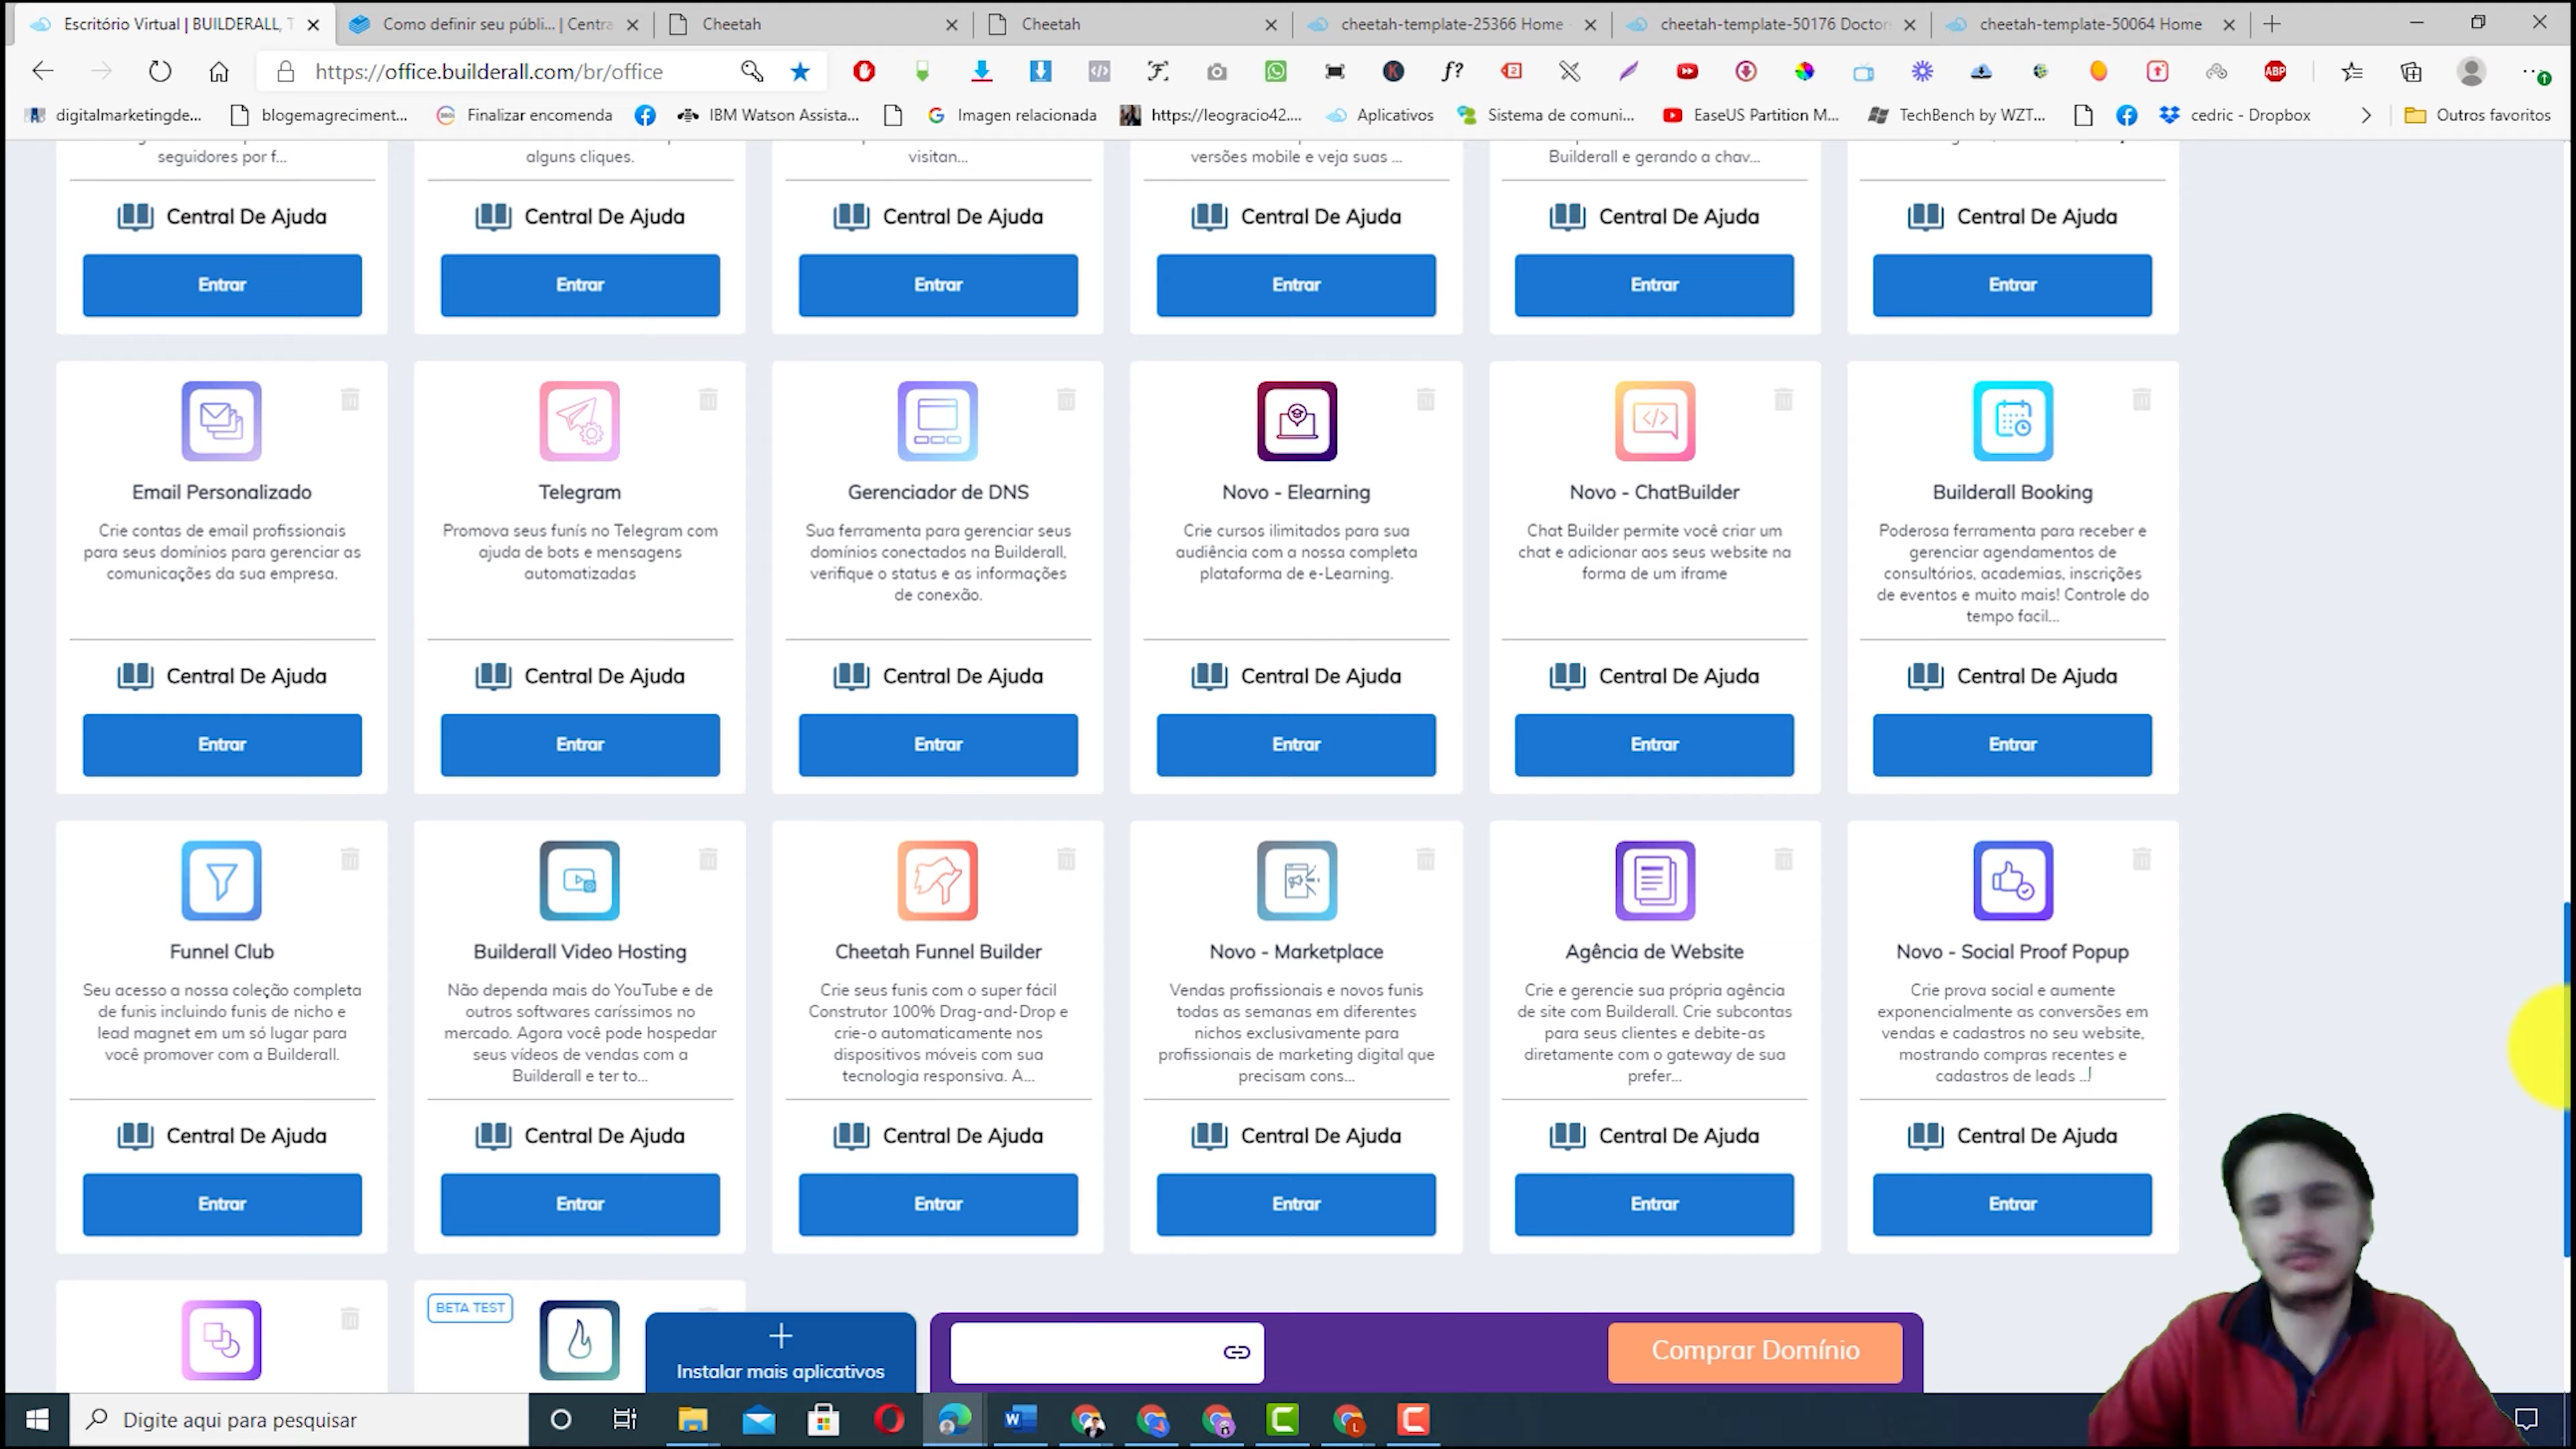 Escritório Virtual | BUILDERALL, T
Como definir seu públi... | Centra
Cheetah
Cheetah
cheetah-template-25366 Home
cheetah-template-50176 Doctor
cheetah-template-50064 Home
https://office.builderall.com/br/office
digitalmarketingde...
blogemagreciment...
Finalizar encomenda
IBM Watson Assista...
Imagen relacionada
https://leogracio42....
Aplicativos
Sistema de comuni...
EaseUS Partition M...
TechBench by WZT...
cedric - Dropbox
Outros favoritos
seguidores por f...
alguns cliques.
visitan...
versões mobile e veja suas ...
Builderall e gerando a chav...
Central De Ajuda
Central De Ajuda
Central De Ajuda
Central De Ajuda
Central De Ajuda
Central De Ajuda
Entrar
Entrar
Entrar
Entrar
Entrar
Entrar
Email Personalizado
Crie contas de email profissionais
para seus domínios para gerenciar as
comunicações da sua empresa.
Central De Ajuda
Entrar
Telegram
Promova seus funís no Telegram com
ajuda de bots e mensagens
automatizadas
Central De Ajuda
Entrar
Gerenciador de DNS
Sua ferramenta para gerenciar seus
domínios conectados na Builderall,
verifique o status e as informações
de conexão.
Central De Ajuda
Entrar
Novo - Elearning
Crie cursos ilimitados para sua
audiência com a nossa completa
plataforma de e-Learning.
Central De Ajuda
Entrar
Novo - ChatBuilder
Chat Builder permite você criar um
chat e adicionar aos seus website na
forma de um iframe
Central De Ajuda
Entrar
Builderall Booking
Poderosa ferramenta para receber e
gerenciar agendamentos de
consultórios, academias, inscrições
de eventos e muito mais! Controle do
tempo facil...
Central De Ajuda
Entrar
Funnel Club
Seu acesso a nossa coleção completa
de funis incluindo funis de nicho e
lead magnet em um só lugar para
você promover com a Builderall.
Central De Ajuda
Entrar
Builderall Video Hosting
Não dependa mais do YouTube e de
outros softwares caríssimos no
mercado. Agora você pode hospedar
seus vídeos de vendas com a
Builderall e ter to...
Central De Ajuda
Entrar
Cheetah Funnel Builder
Crie seus funis com o super fácil
Construtor 100% Drag-and-Drop e
crie-o automaticamente nos
dispositivos móveis com sua
tecnologia responsiva. A...
Central De Ajuda
Entrar
Novo - Marketplace
Vendas profissionais e novos funis
todas as semanas em diferentes
nichos exclusivamente para
profissionais de marketing digital que
precisam cons...
Central De Ajuda
Entrar
Agência de Website
Crie e gerencie sua própria agência
de site com Builderall. Crie subcontas
para seus clientes e debite-as
diretamente com o gateway de sua
prefer...
Central De Ajuda
Entrar
Novo - Social Proof Popup
Crie prova social e aumente
exponencialmente as conversões em
vendas e cadastros no seu website,
mostrando compras recentes e
cadastros de leads ...
Central De Ajuda
Entrar
BETA TEST
Instalar mais aplicativos
Comprar Domínio
Digite aqui para pesquisar